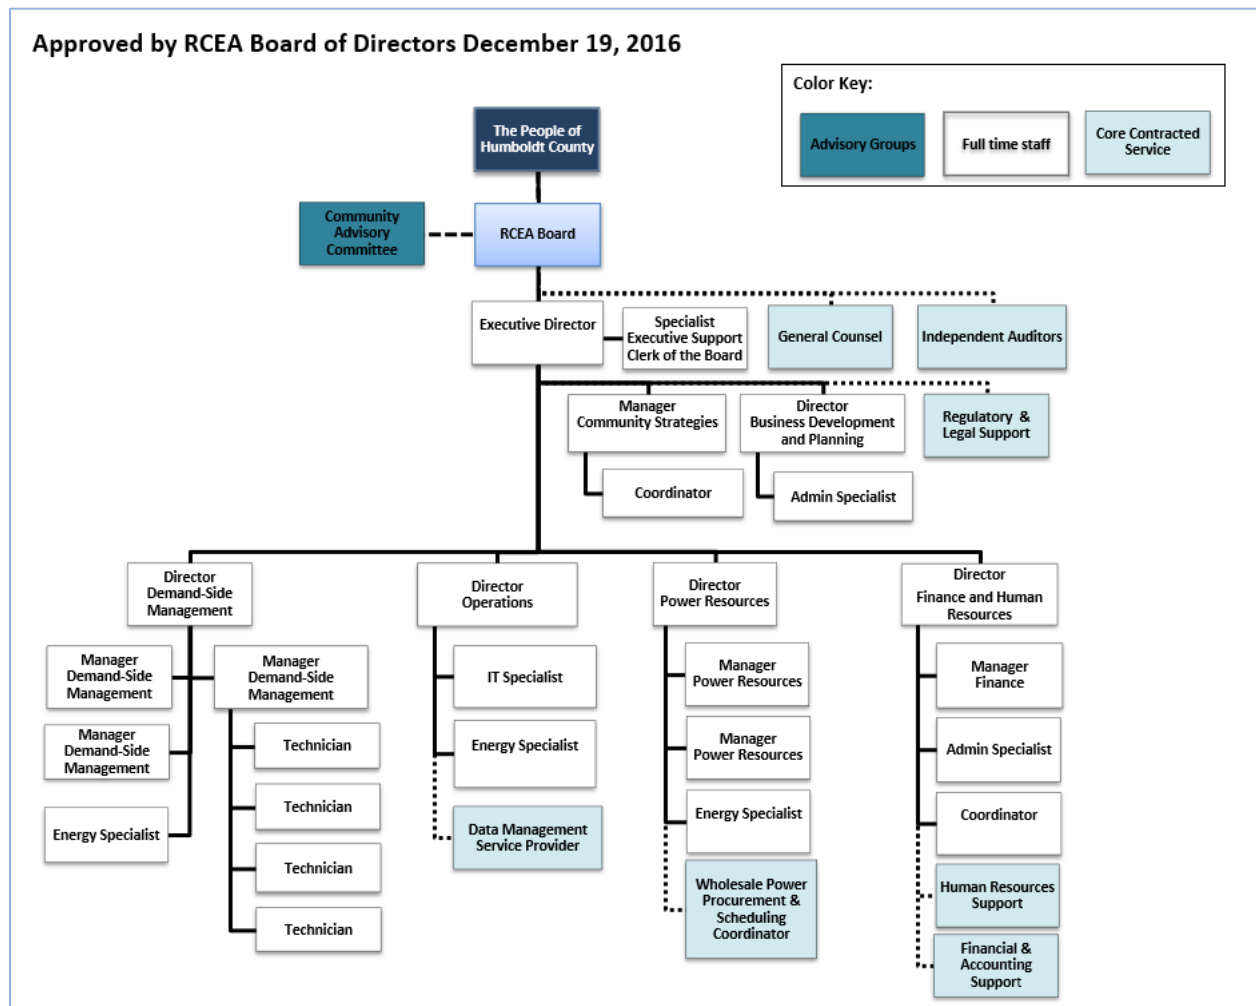 Approved by RCEA Board of Directors December 19, 2016
Color Key:
Advisory Groups
Full time staff
Core Contracted
Service
The People of
Humboldt County
Community
Advisory
Committee
RCEA Board
Executive Director
Specialist
Executive Support
Clerk of the Board
General Counsel
Independent Auditors
Manager
Community Strategies
Director
Business Development
and Planning
Regulatory &
Legal Support
Coordinator
Admin Specialist
Director
Demand-Side
Management
Manager
Demand-Side
Management
Manager
Demand-Side
Management
Manager
Demand-Side
Management
Energy Specialist
Technician
Technician
Technician
Technician
Director
Operations
IT Specialist
Energy Specialist
Data Management
Service Provider
Director
Power Resources
Manager
Power Resources
Manager
Power Resources
Energy Specialist
Wholesale Power
Procurement &
Scheduling
Coordinator
Director
Finance and Human
Resources
Manager
Finance
Admin Specialist
Coordinator
Human Resources
Support
Financial &
Accounting
Support